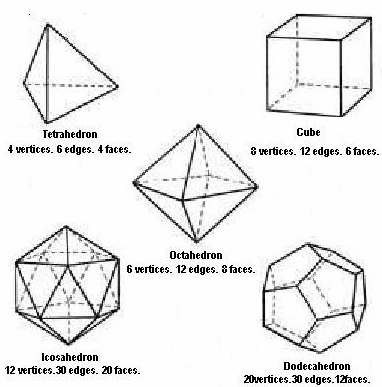 Tetrahedron
4 vertices. 6 edges. 4 faces.
Cube
8 vertices. 12 edges. 6 faces.
Octahedron
6 vertices. 12 edges. 8 faces.
Icosahedron
12 vertices.30 edges. 20 faces.
Dodecahedron
20vertices.30 edges.12faces.